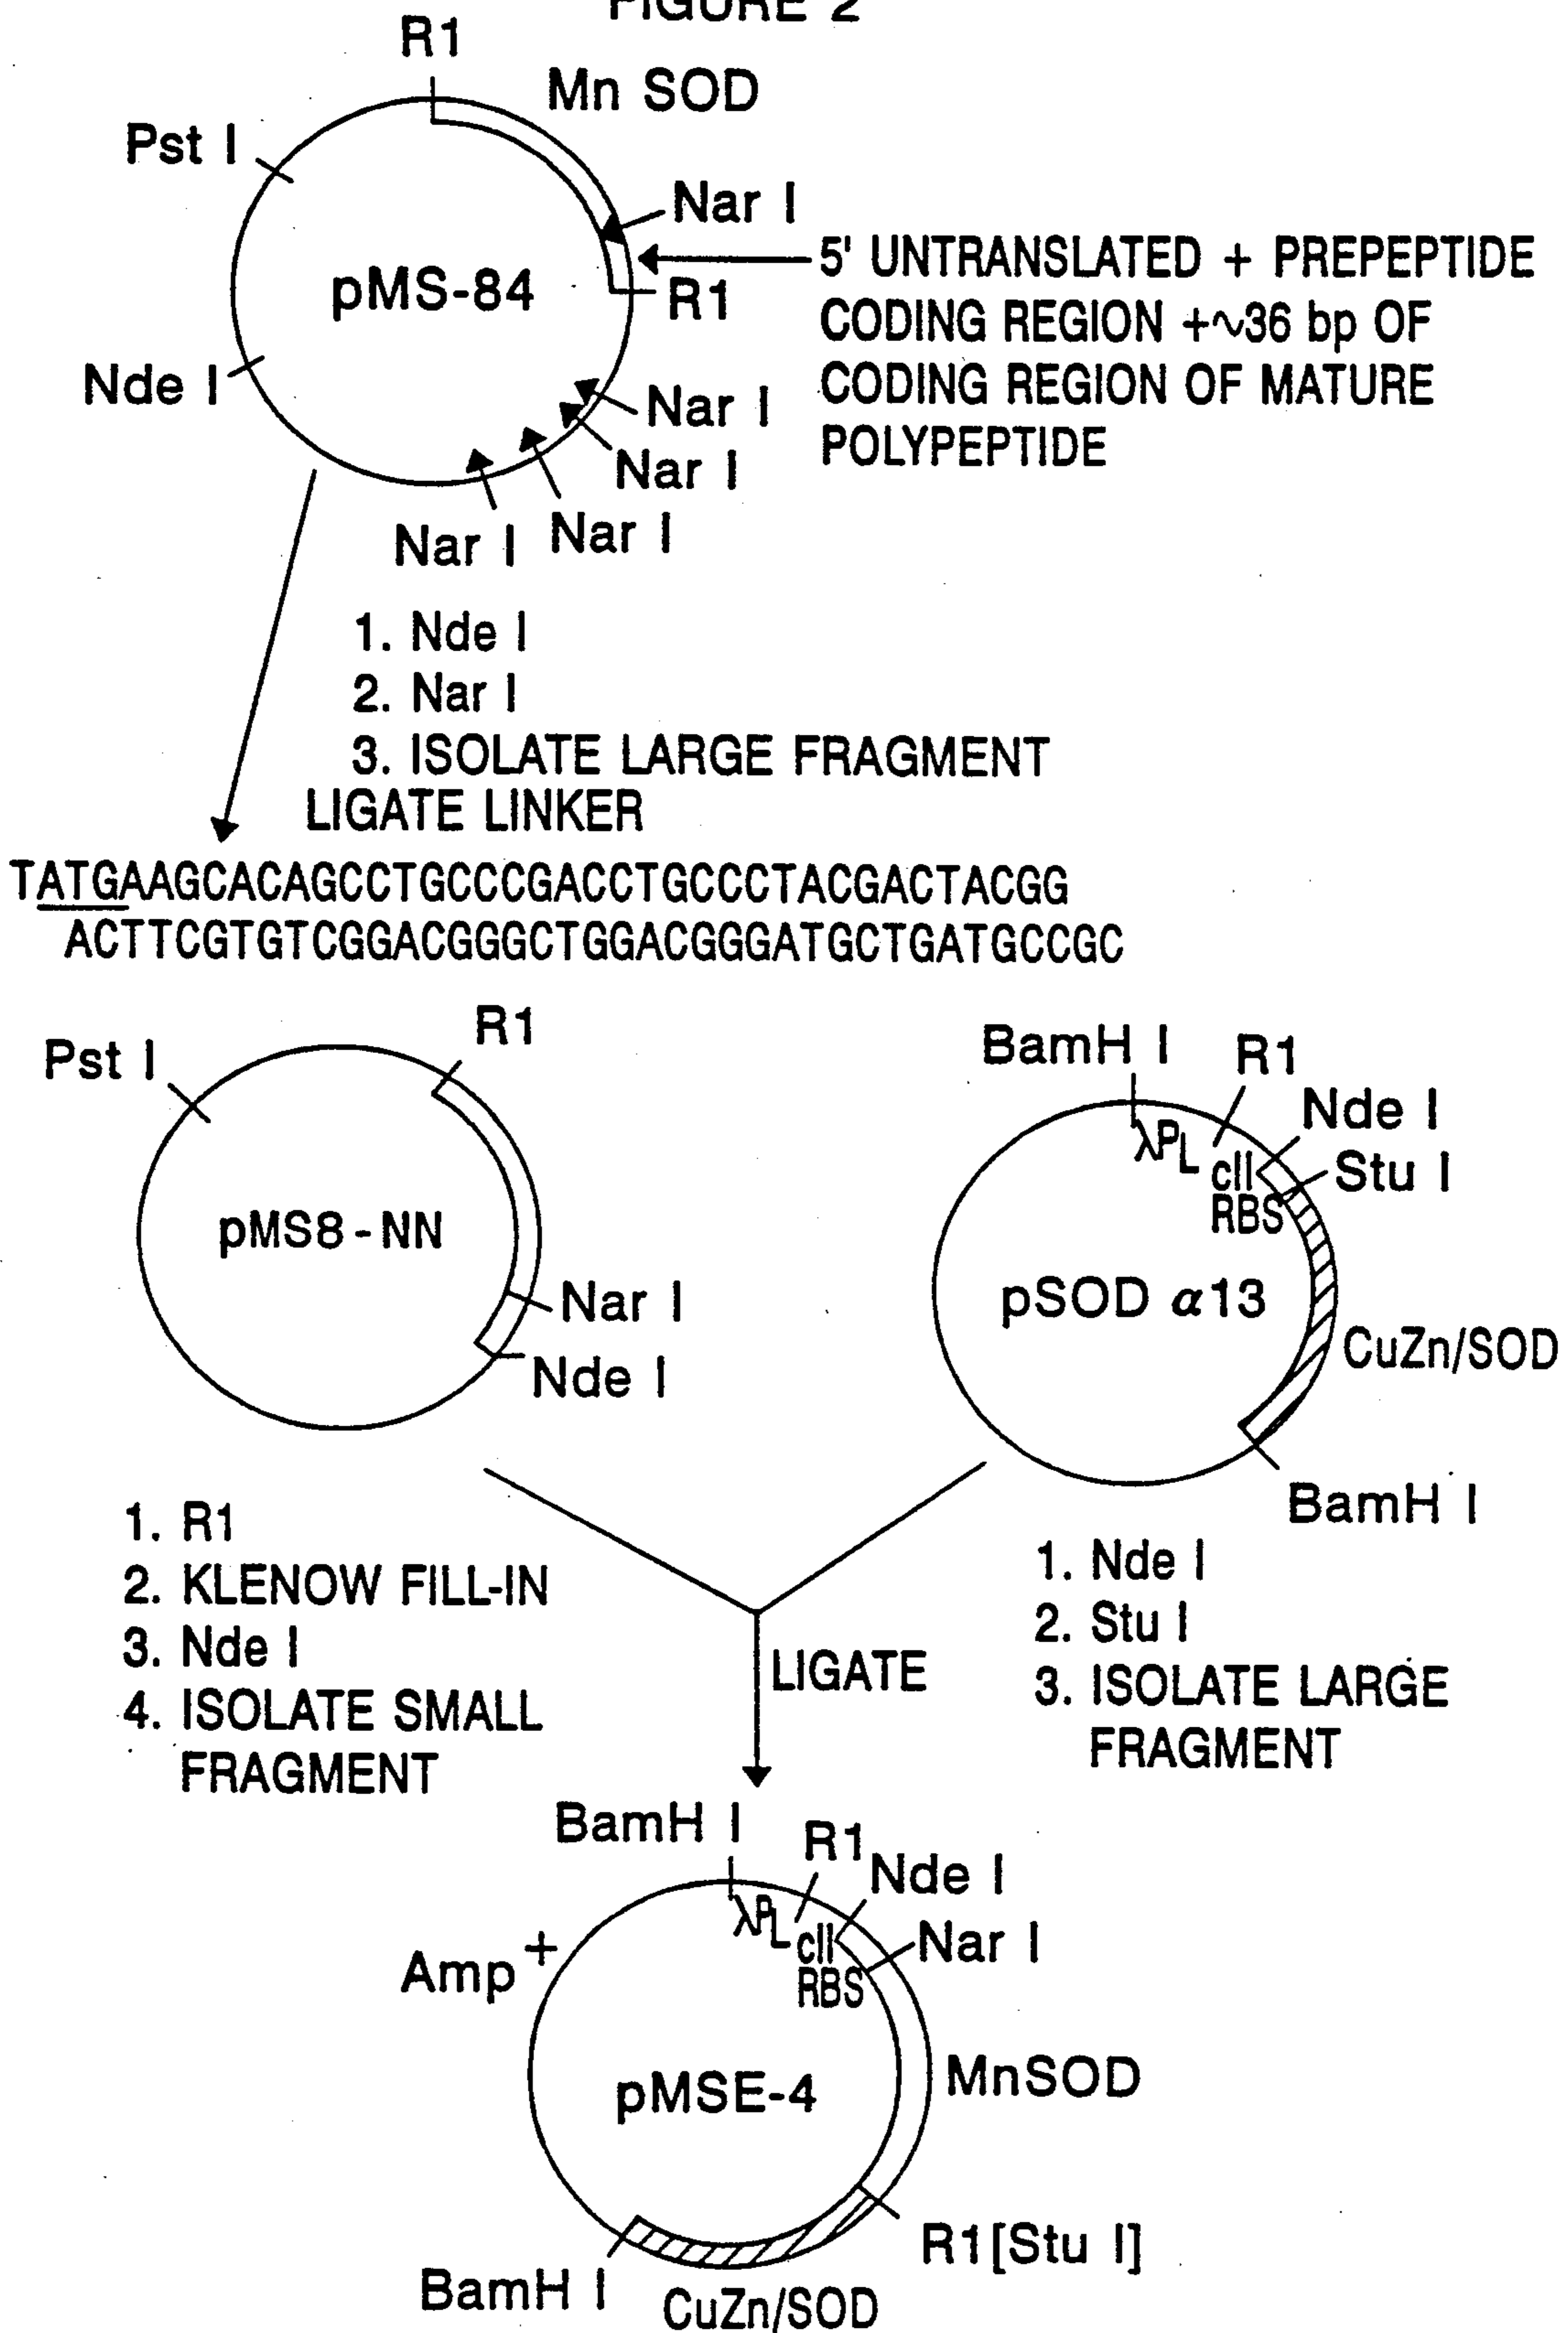 FIGURE 2
R1
Mn SOD
Pst I
Nar I
5' UNTRANSLATED + PREPEPTIDE
CODING REGION +~36 bp OF
CODING REGION OF MATURE
POLYPEPTIDE
pMS-84
R1
Nde I
Nar I
Nar I
Nar I
Nar I
1. Nde I
2. Nar I
3. ISOLATE LARGE FRAGMENT
LIGATE LINKER
TATGAAGCACAGCCTGCCCGACCTGCCCTACGACTACGG
ACTTCGTGTCGGACGGGCTGGACGGGATGCTGATGCCGC
R1
Pst I
pMS8-NN
Nar I
Nde I
BamH I
R1
Nde I
λPL
cII
Stu I
RBS
pSOD α13
CuZn/SOD
BamH I
1. R1
2. KLENOW FILL-IN
3. Nde I
4. ISOLATE SMALL
FRAGMENT
LIGATE
1. Nde I
2. Stu I
3. ISOLATE LARGE
FRAGMENT
BamH I
R1
Nde I
λPL
cII
Nar I
RBS
Amp+
pMSE-4
MnSOD
R1[Stu I]
BamH I
CuZn/SOD